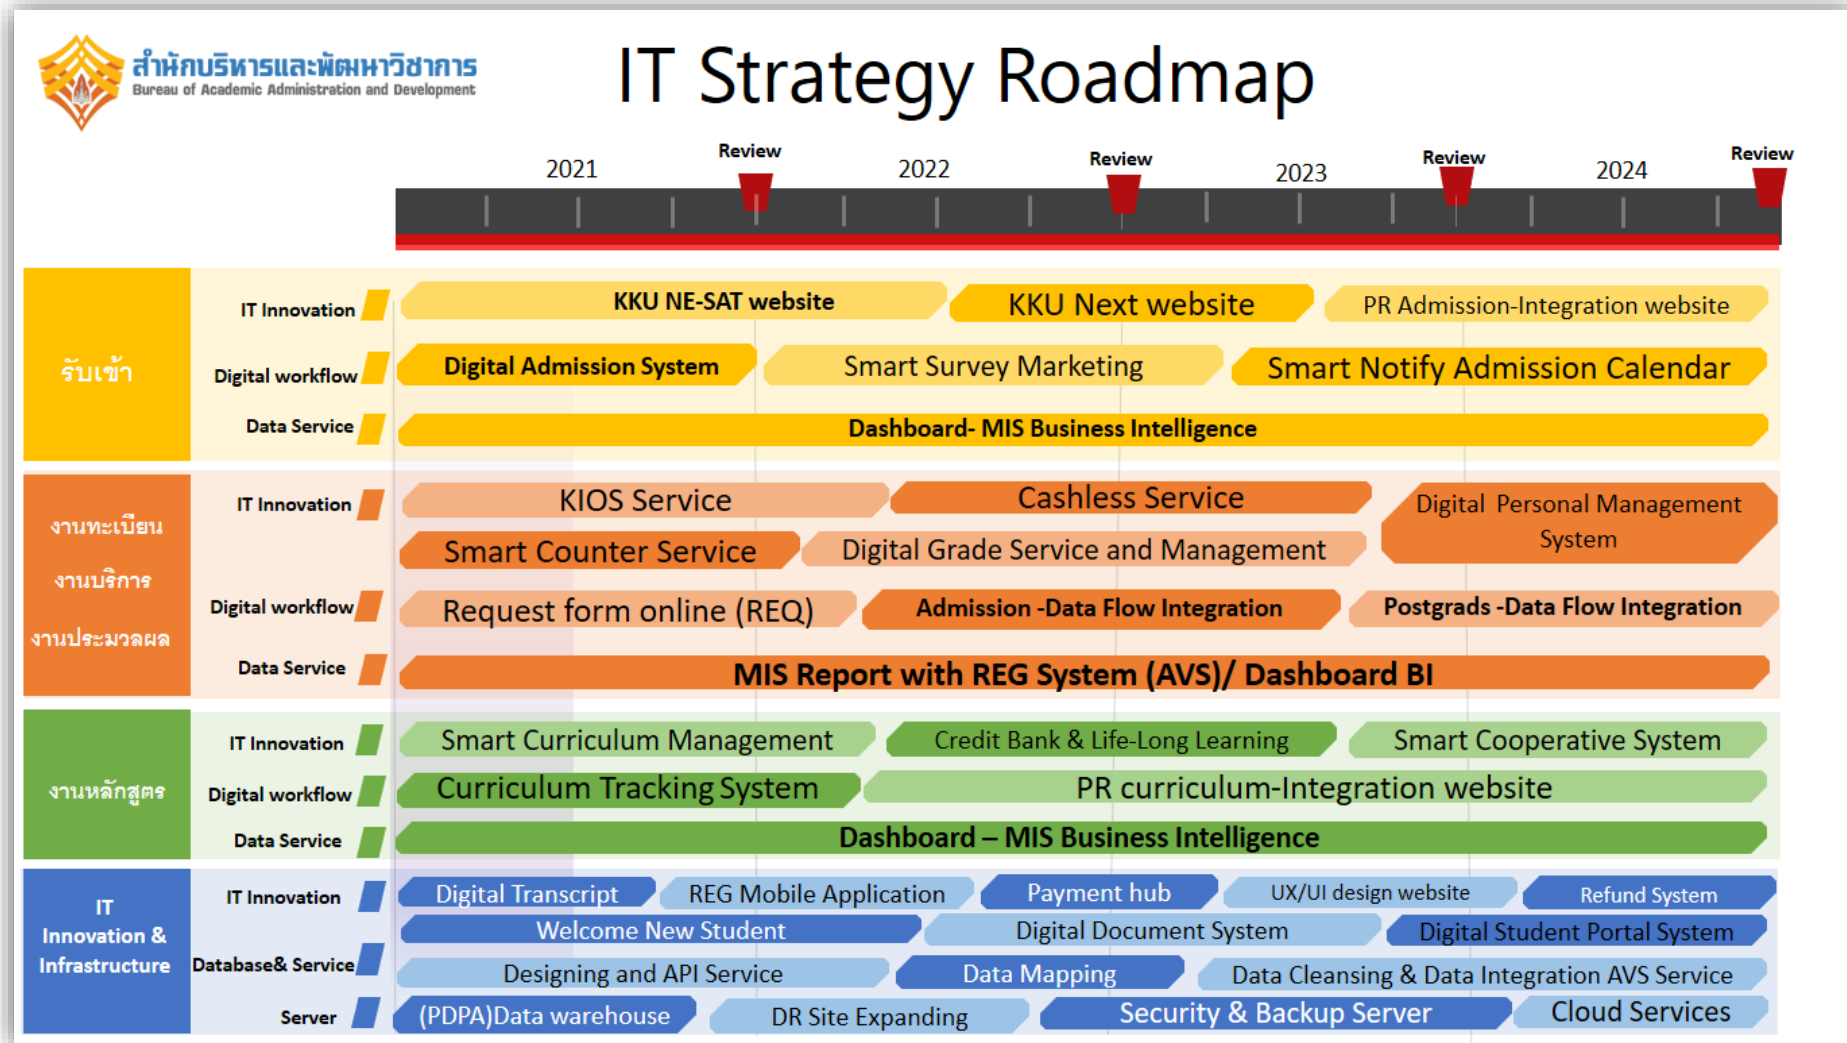 สำนักบริหารและพัฒนาวิชาการ
Bureau of Academic Administration and Development
IT Strategy Roadmap
2021
Review
2022
Review
2023
Review
2024
Review
รับเข้า
IT Innovation
KKU NE-SAT website
KKU Next website
PR Admission-Integration website
Digital workflow
Digital Admission System
Smart Survey Marketing
Smart Notify Admission Calendar
Data Service
Dashboard- MIS Business Intelligence
งานทะเบียน
งานบริการ
งานประมวลผล
IT Innovation
KIOS Service
Cashless Service
Digital Personal Management
System
Smart Counter Service
Digital Grade Service and Management
Digital workflow
Request form online (REQ)
Admission -Data Flow Integration
Postgrads -Data Flow Integration
Data Service
MIS Report with REG System (AVS)/ Dashboard BI
งานหลักสูตร
IT Innovation
Smart Curriculum Management
Credit Bank & Life-Long Learning
Smart Cooperative System
Digital workflow
Curriculum Tracking System
PR curriculum-Integration website
Data Service
Dashboard – MIS Business Intelligence
IT
Innovation &
Infrastructure
IT Innovation
Digital Transcript
REG Mobile Application
Payment hub
UX/UI design website
Refund System
Welcome New Student
Digital Document System
Digital Student Portal System
Database& Service
Designing and API Service
Data Mapping
Data Cleansing & Data Integration AVS Service
Server
(PDPA)Data warehouse
DR Site Expanding
Security & Backup Server
Cloud Services